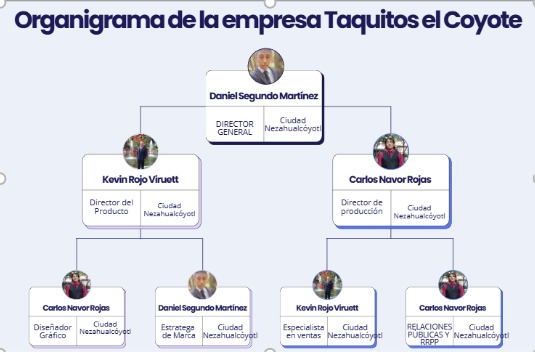 Organigrama de la empresa Taquitos el Coyote
Daniel Segundo Martínez
DIRECTOR
GENERAL
Ciudad
Nezahualcóyotl
Kevin Rojo Viruett
Director del
Producto
Ciudad
Nezahualcóyotl
Carlos Navor Rojas
Director de
producción
Ciudad
Nezahualcóyotl
Carlos Navor Rojas
Diseñador
Gráfico
Ciudad
Nezahualcóyotl
Daniel Segundo Martínez
Estratega
de Marca
Ciudad
Nezahualcóyotl
Kevin Rojo Viruett
Especialista
en ventas
Ciudad
Nezahualcóyotl
Carlos Navor Rojas
RELACIONES
PUBLICAS Y
RRPP
Ciudad
Nezahualcóyotl